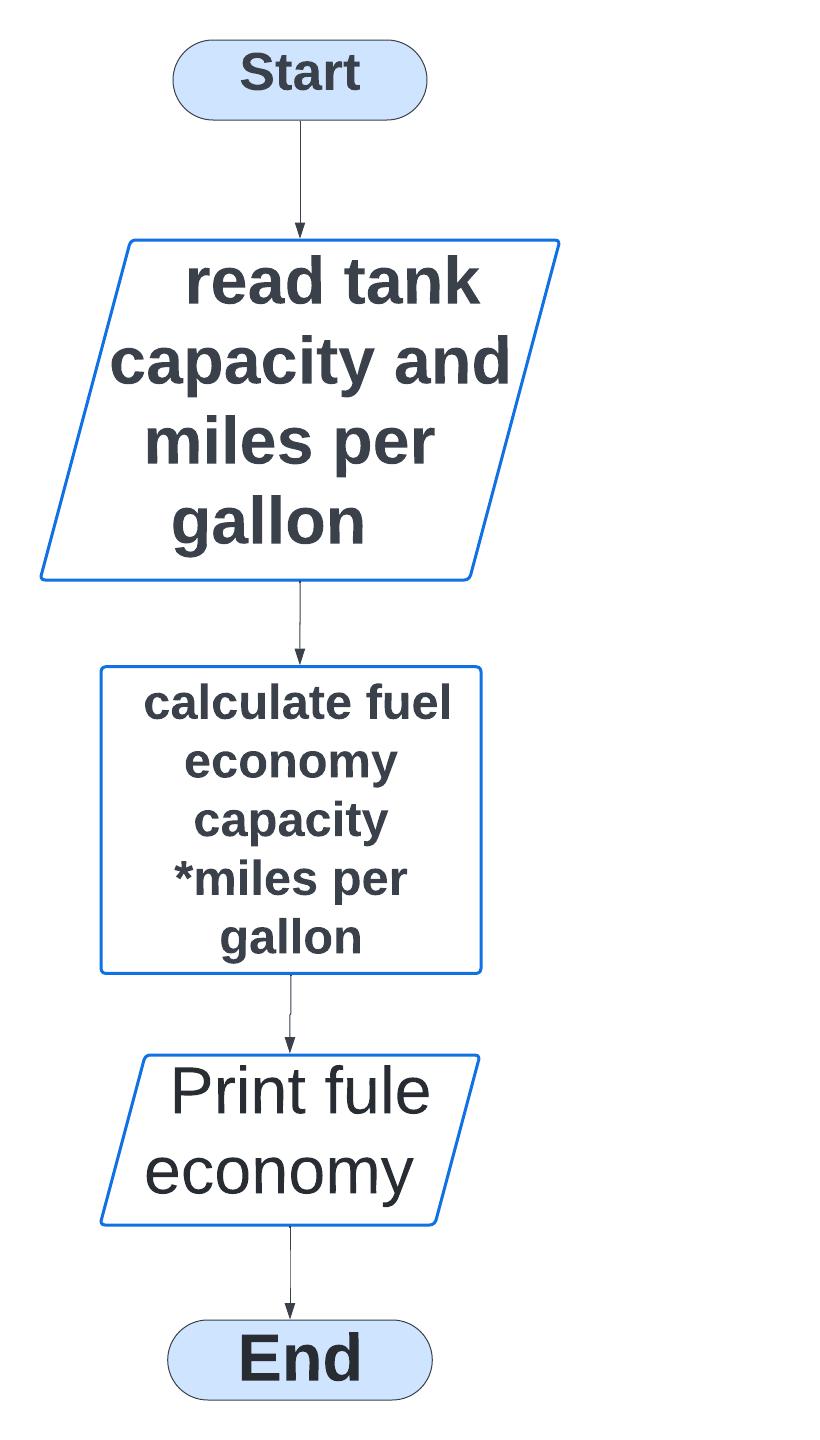 Start
read tank
capacity and
miles per
gallon
calculate fuel
economy
capacity
*miles per
gallon
Print fule
economy
End